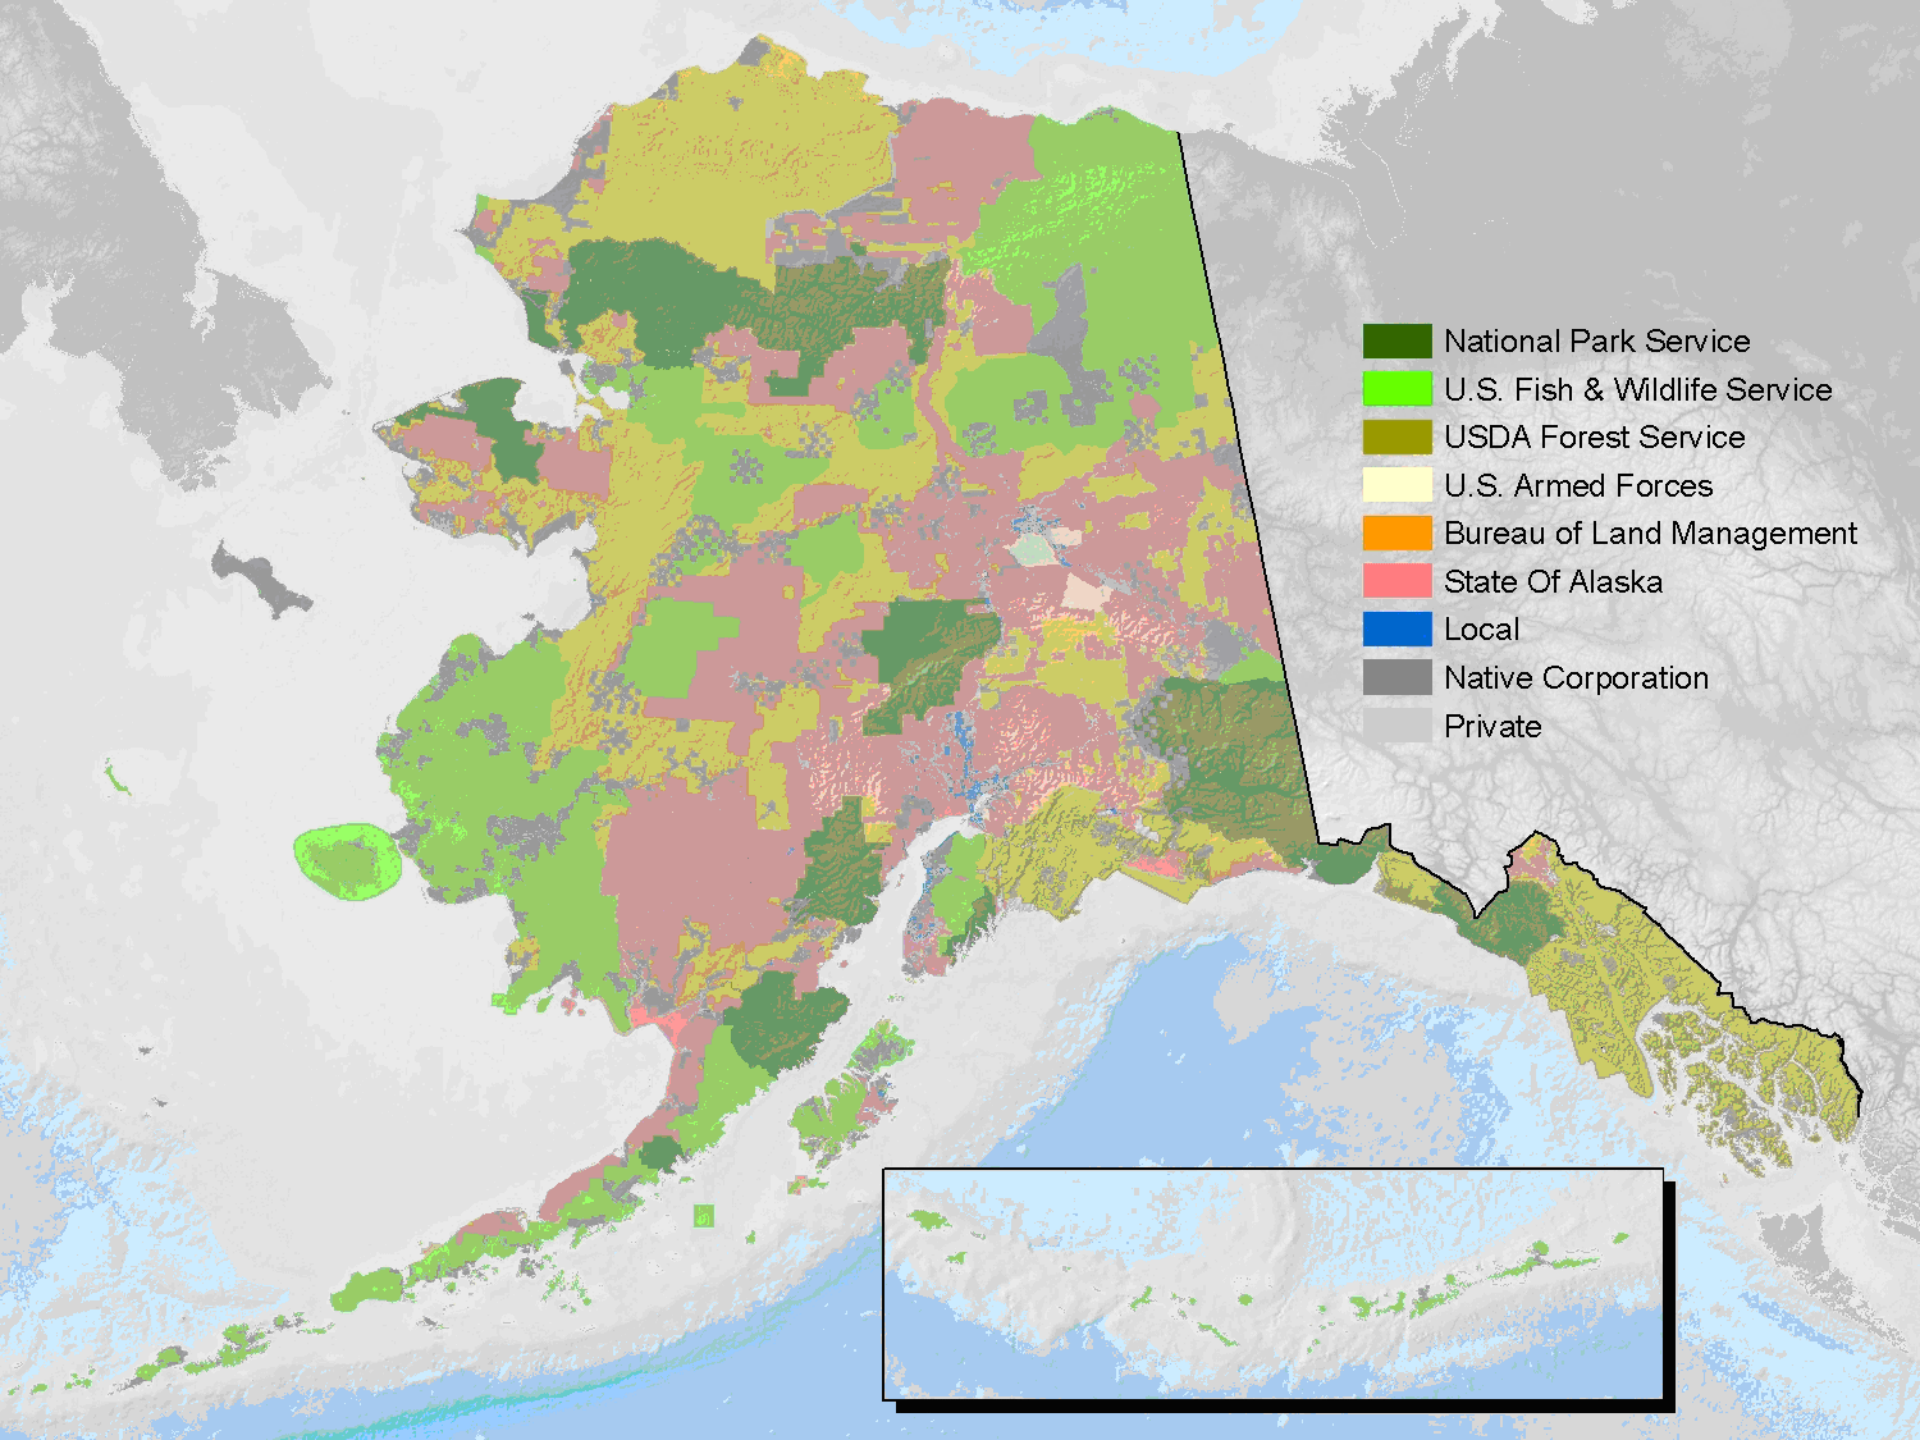 National Park Service
U.S. Fish & Wildlife Service
USDA Forest Service
U.S. Armed Forces
Bureau of Land Management
State Of Alaska
Local
Native Corporation
Private